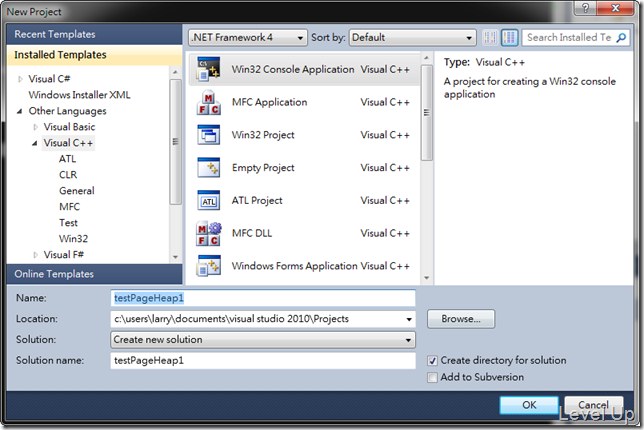 New Project
Recent Templates
Installed Templates
Visual C#
Windows Installer XML
Other Languages
Visual Basic
Visual C++
ATL
CLR
General
MFC
Test
Win32
Visual F#
Online Templates
.NET Framework 4
Sort by:
Default
Search Installed Te
Win32 Console Application Visual C++
MFC Application Visual C++
Win32 Project Visual C++
Empty Project Visual C++
ATL Project Visual C++
MFC DLL Visual C++
Windows Forms Application Visual C++
Type: Visual C++
A project for creating a Win32 console
application
Name: testPageHeap1
Location: c:\users\larry\documents\visual studio 2010\Projects
Browse...
Solution: Create new solution
Solution name: testPageHeap1
Create directory for solution
Add to Subversion
OK
Cancel
Level Up